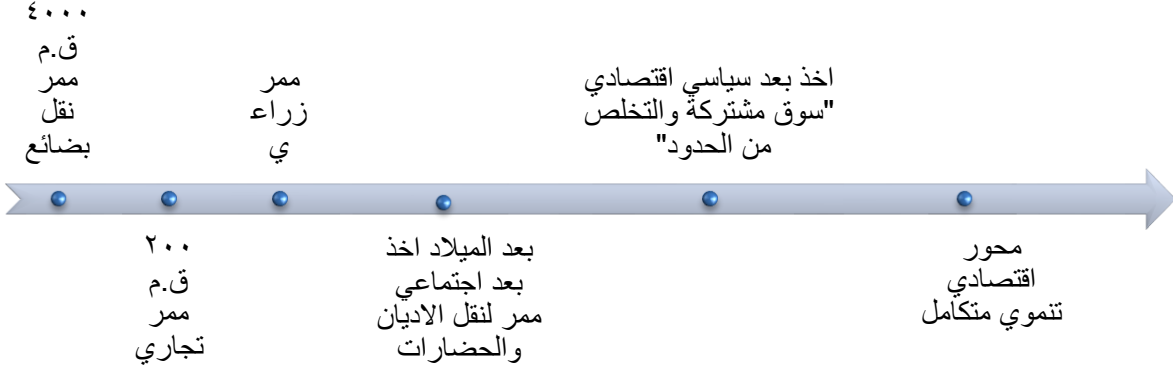 ٤٠٠٠
ق.م
ممر
نقل
بضائع
٢٠٠
ق.م
ممر
تجاري
ممر
زراع
ي
بعد الميلاد اخذ
بعد اجتماعي
ممر لنقل الاديان
والحضارات
اخذ بعد سياسي اقتصادي
"سوق مشتركة والتخلص
من الحدود"
محور
اقتصادي
تنموي متكامل